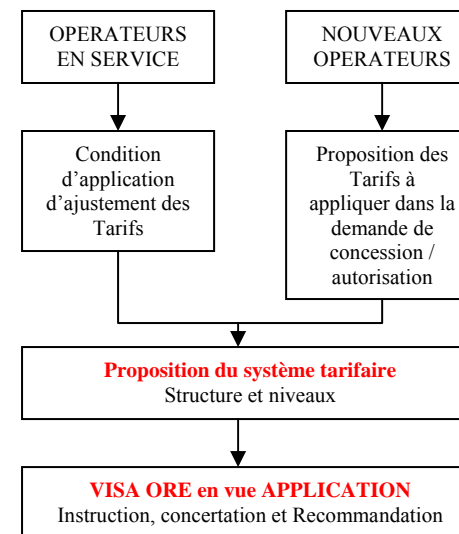 OPERATEURS
EN SERVICE
NOUVEAUX
OPERATEURS
Condition
d'application
d'ajustement des
Tarifs
Proposition des
Tarifs à
appliquer dans la
demande de
concession /
autorisation
Proposition du système tarifaire
Structure et niveaux
VISA ORE en vue APPLICATION
Instruction, concertation et Recommandation